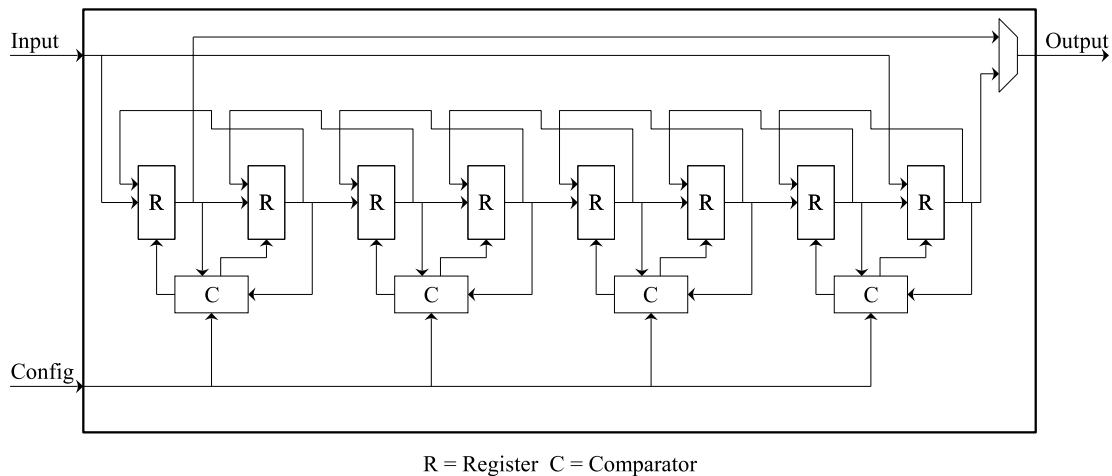 Input
Output
R R R R R R R R
C C C C
Config
R = Register C = Comparator